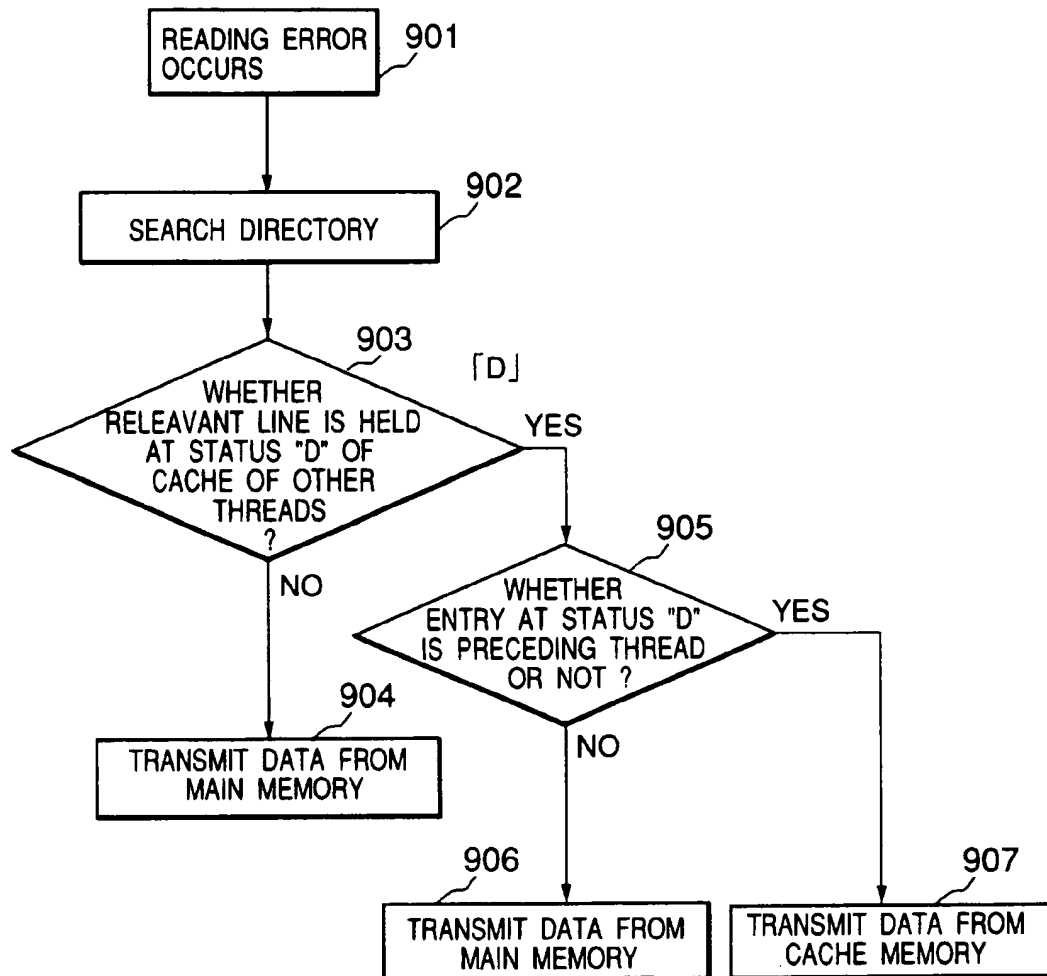 READING ERROR
OCCURS
901
902
SEARCH DIRECTORY
903
「D」
WHETHER
RELEAVANT LINE IS HELD
AT STATUS "D" OF
CACHE OF OTHER
THREADS
?
YES
NO
905
WHETHER
ENTRY AT STATUS "D"
IS PRECEDING THREAD
OR NOT ?
YES
NO
904
TRANSMIT DATA FROM
MAIN MEMORY
906
TRANSMIT DATA FROM
MAIN MEMORY
907
TRANSMIT DATA FROM
CACHE MEMORY